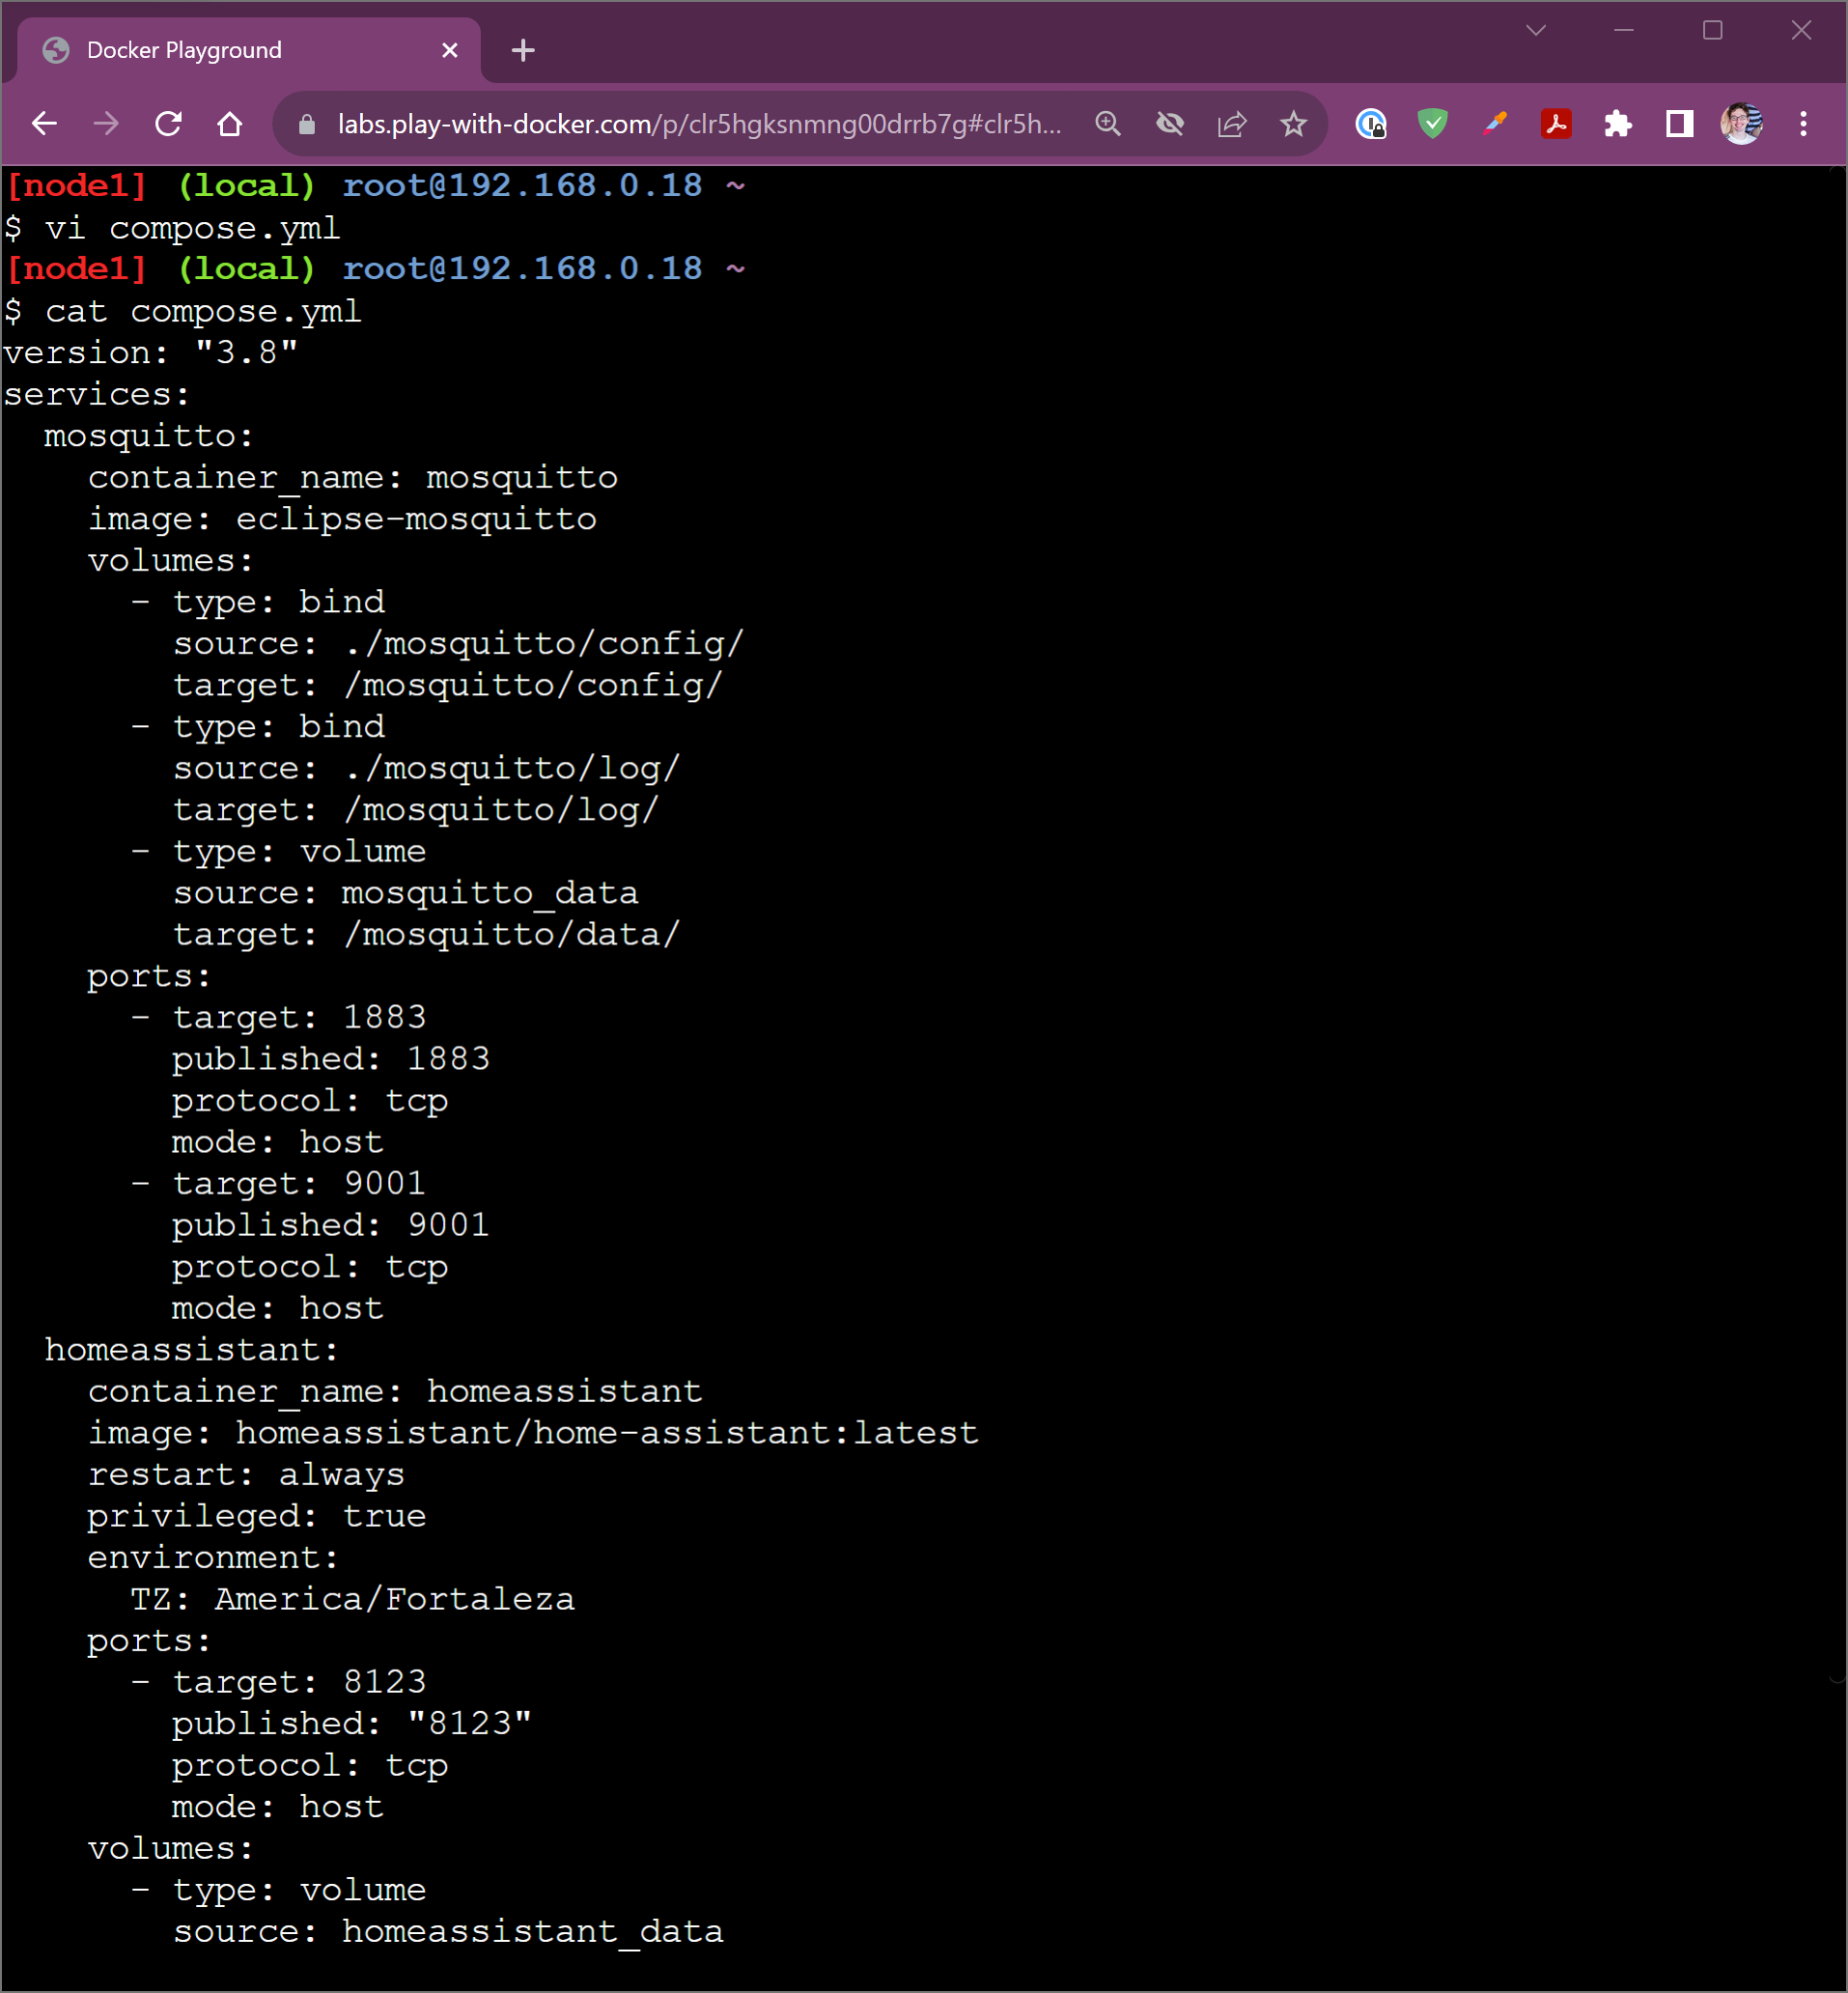 Docker Playground
labs.play-with-docker.com/p/clr5hgksnmng00drrb7g#clr5h...
[node1] (local) root@192.168.0.18 ~
$ vi compose.yml
[node1] (local) root@192.168.0.18 ~
$ cat compose.yml
version: "3.8"
services:
  mosquitto:
    container_name: mosquitto
    image: eclipse-mosquitto
    volumes:
      - type: bind
        source: ./mosquitto/config/
        target: /mosquitto/config/
      - type: bind
        source: ./mosquitto/log/
        target: /mosquitto/log/
      - type: volume
        source: mosquitto_data
        target: /mosquitto/data/
    ports:
      - target: 1883
        published: 1883
        protocol: tcp
        mode: host
      - target: 9001
        published: 9001
        protocol: tcp
        mode: host
  homeassistant:
    container_name: homeassistant
    image: homeassistant/home-assistant:latest
    restart: always
    privileged: true
    environment:
      TZ: America/Fortaleza
    ports:
      - target: 8123
        published: "8123"
        protocol: tcp
        mode: host
    volumes:
      - type: volume
        source: homeassistant_data